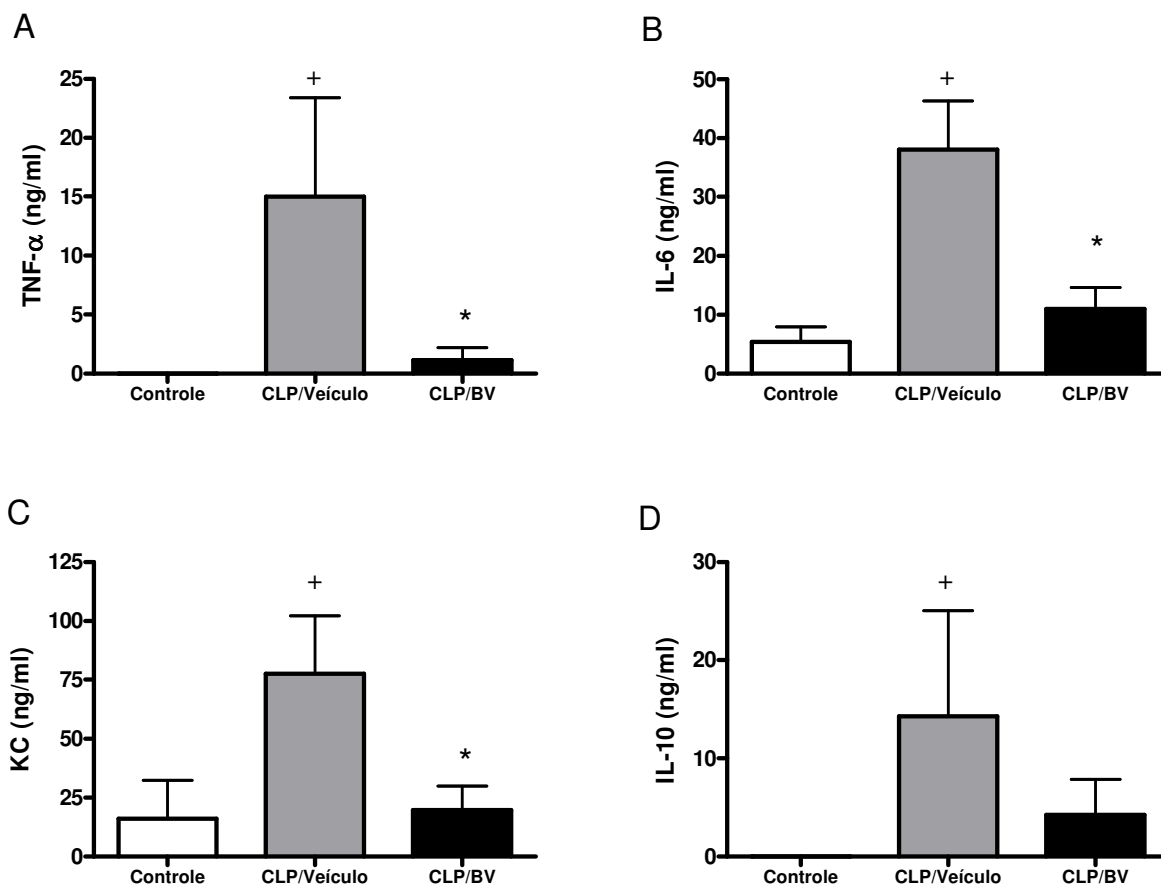 A
TNF-α (ng/ml)
25
20
15
10
5
0
+
*
Controle
CLP/Veículo
CLP/BV
B
IL-6 (ng/ml)
50
40
30
20
10
0
+
*
Controle
CLP/Veículo
CLP/BV
C
KC (ng/ml)
125
100
75
50
25
0
+
*
Controle
CLP/Veículo
CLP/BV
D
IL-10 (ng/ml)
30
20
10
0
+
Controle
CLP/Veículo
CLP/BV